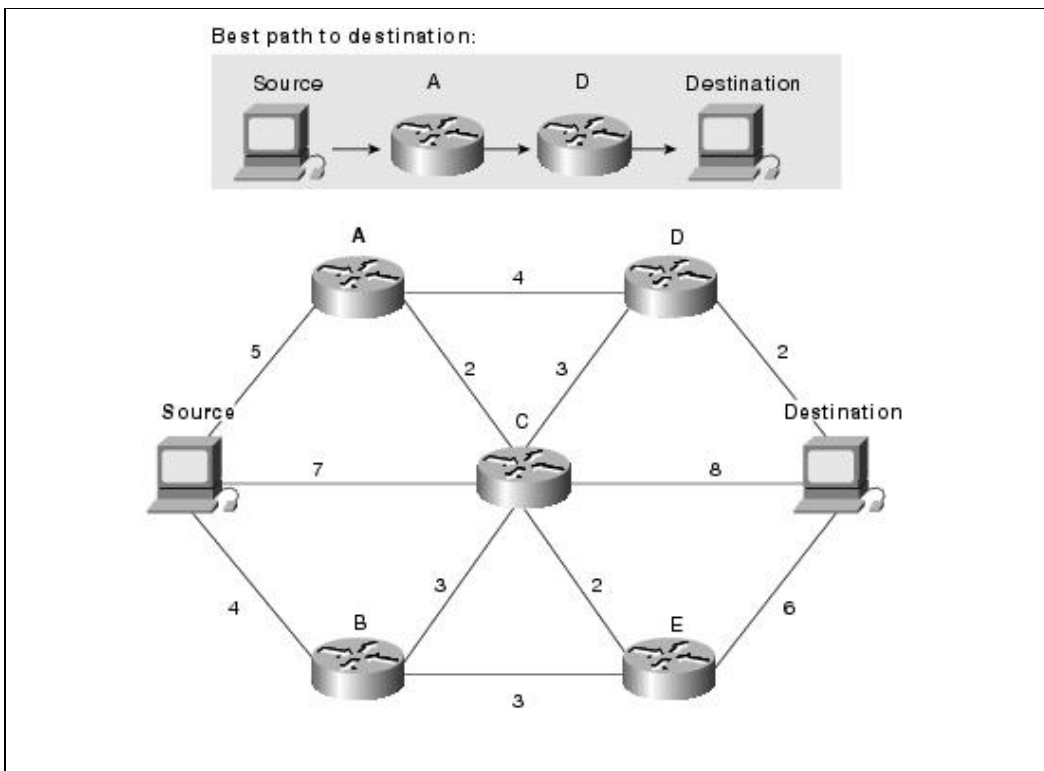 Best path to destination:
Source A D Destination
A D
4
5 2 3 2
Source C Destination
7 8
4 3 2 6
B E
3